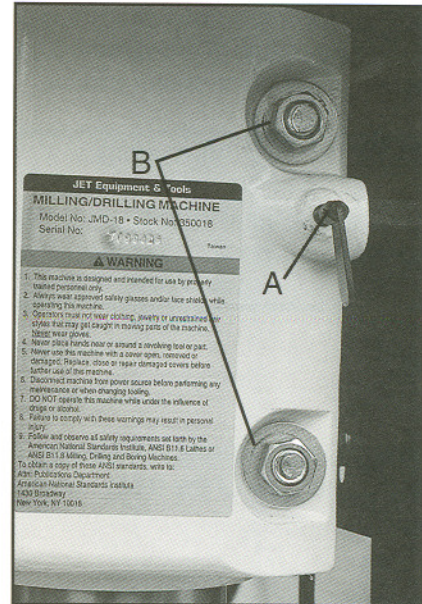 B
A
JET Equipment & Tools
MILLING/DRILLING MACHINE
Model No: JMD-18 • Stock No: 350018
Serial No:
Taiwan
WARNING
1. This machine is designed and intended for use by properly
trained personnel only.
2. Always wear approved safety glasses and/or face shields while
operating this machine.
3. Operators must not wear clothing, jewelry or unrestrained hair
styles that may get caught in moving parts of the machine.
Never wear gloves.
4. Never place hands near or around a revolving tool or part.
5. Never use this machine with a cover open, removed or
damaged. Replace, close or repair damaged covers before
further use of this machine.
6. Disconnect machine from power source before performing any
maintenance or when changing tooling.
7. DO NOT operate this machine while under the influence of
drugs or alcohol.
8. Failure to comply with these warnings may result in personal
injury.
9. Follow and observe all safety requirements set forth by the
American National Standards Institute, ANSI B11.6 Lathes or
ANSI B11.8 Milling, Drilling and Boring Machines.
To obtain a copy of these ANSI standards, write to:
Attn: Publications Department
American National Standards Institute
1430 Broadway
New York, NY 10018